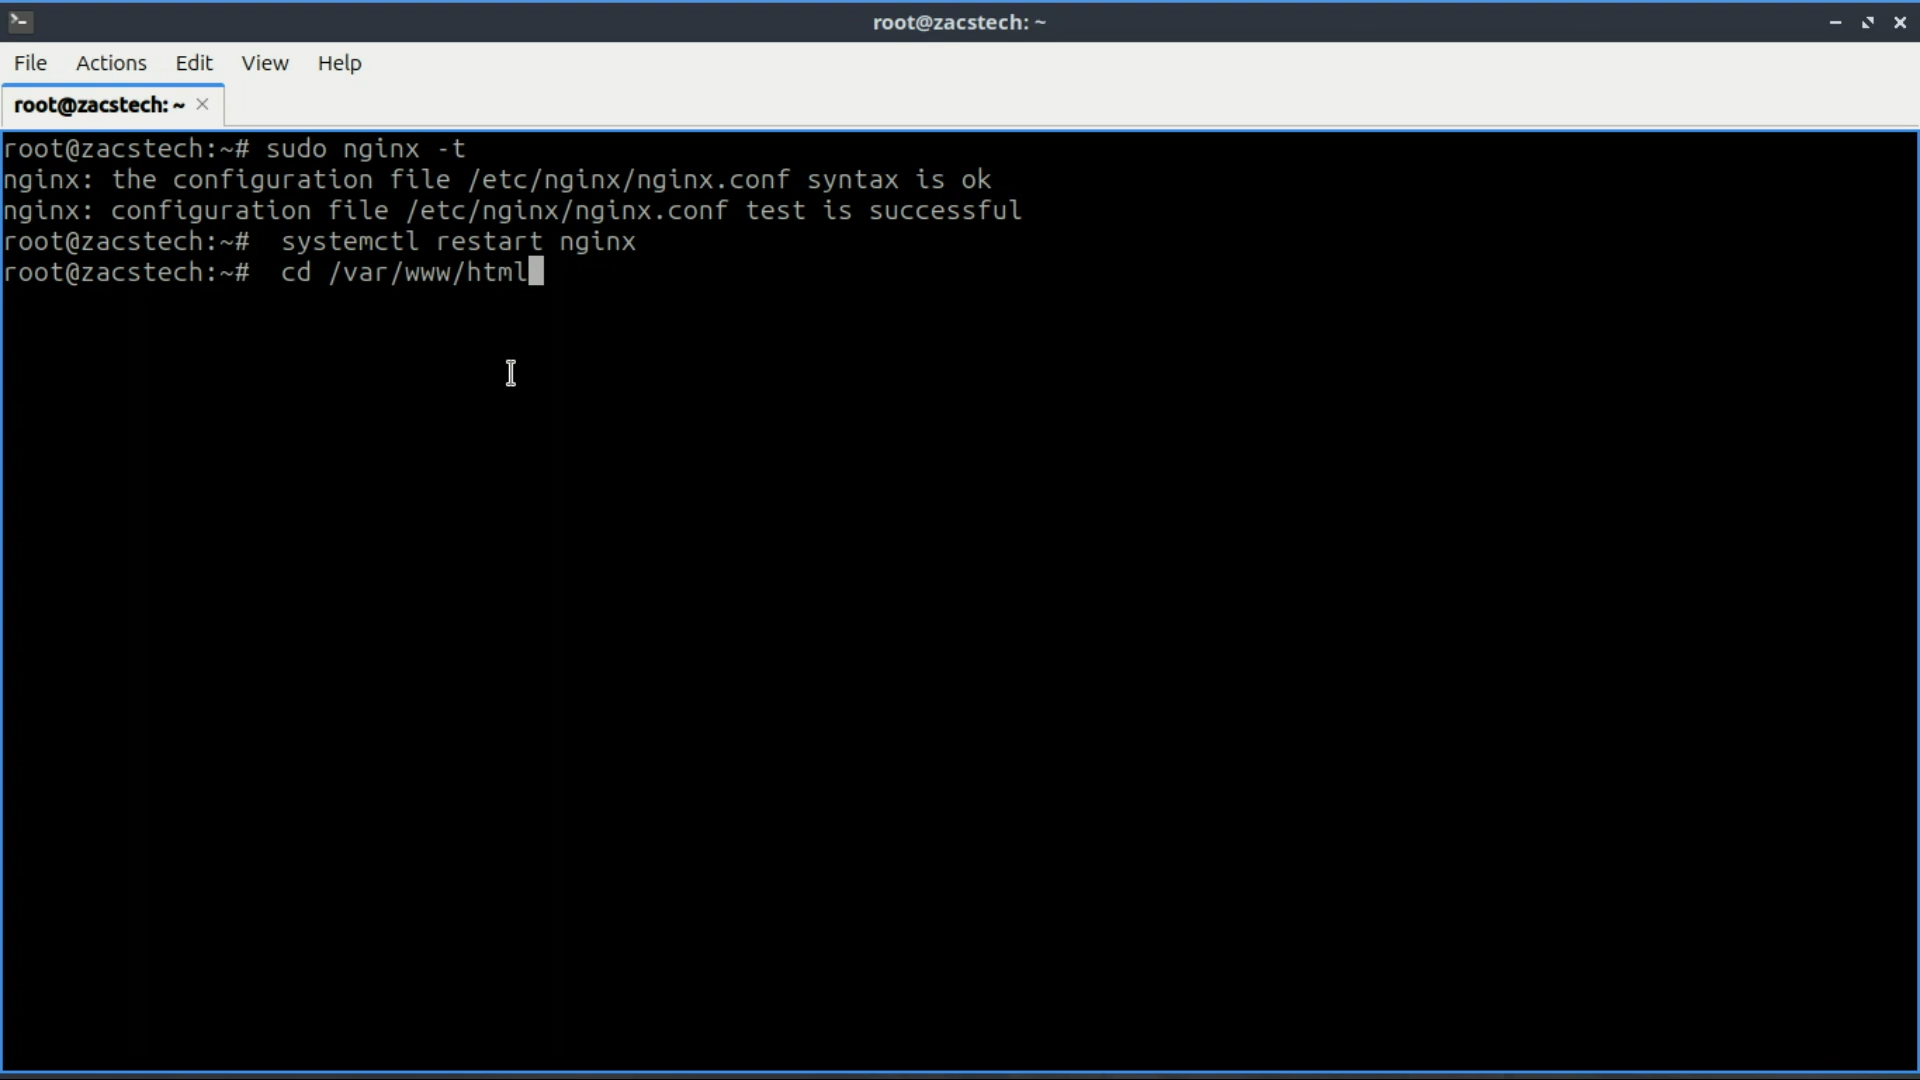 root@zacstech: ~
File Actions Edit View Help
root@zacstech: ~
root@zacstech:~# sudo nginx -t
nginx: the configuration file /etc/nginx/nginx.conf syntax is ok
nginx: configuration file /etc/nginx/nginx.conf test is successful
root@zacstech:~#  systemctl restart nginx
root@zacstech:~#  cd /var/www/html